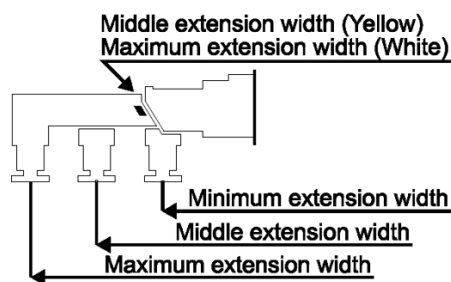 Middle extension width (Yellow)
Maximum extension width (White)
Minimum extension width
Middle extension width
Maximum extension width